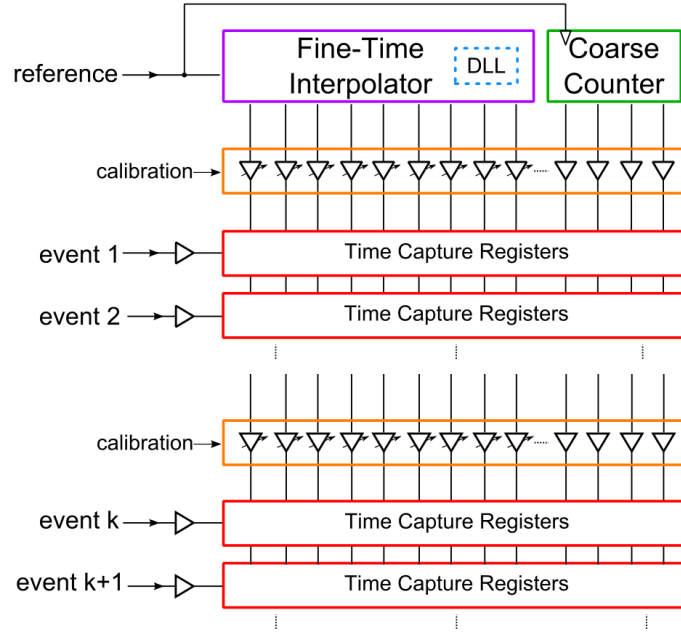 reference
Fine-Time
Interpolator
DLL
Coarse
Counter
calibration
event 1
Time Capture Registers
event 2
Time Capture Registers
calibration
event k
Time Capture Registers
event k+1
Time Capture Registers